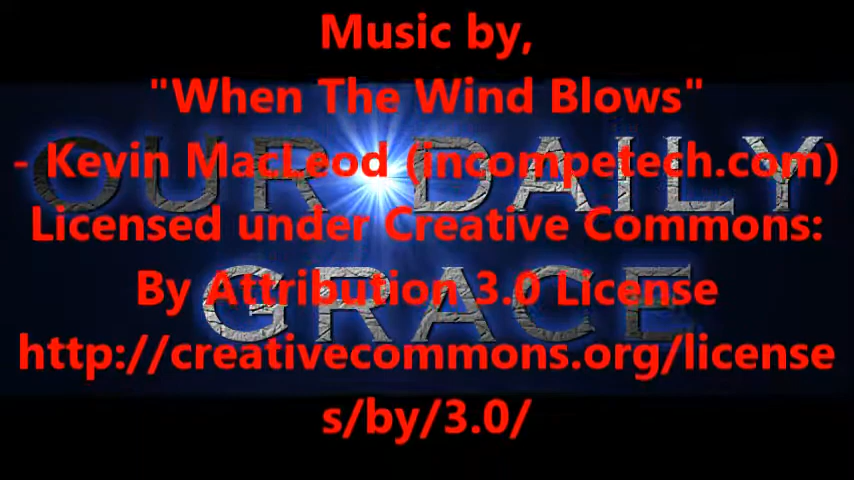 Music by,
"When The Wind Blows"
OUR DAILY
- Kevin MacLeod (incompetech.com)
Licensed under Creative Commons:
GRACE
By Attribution 3.0 License
http://creativecommons.org/license
s/by/3.0/